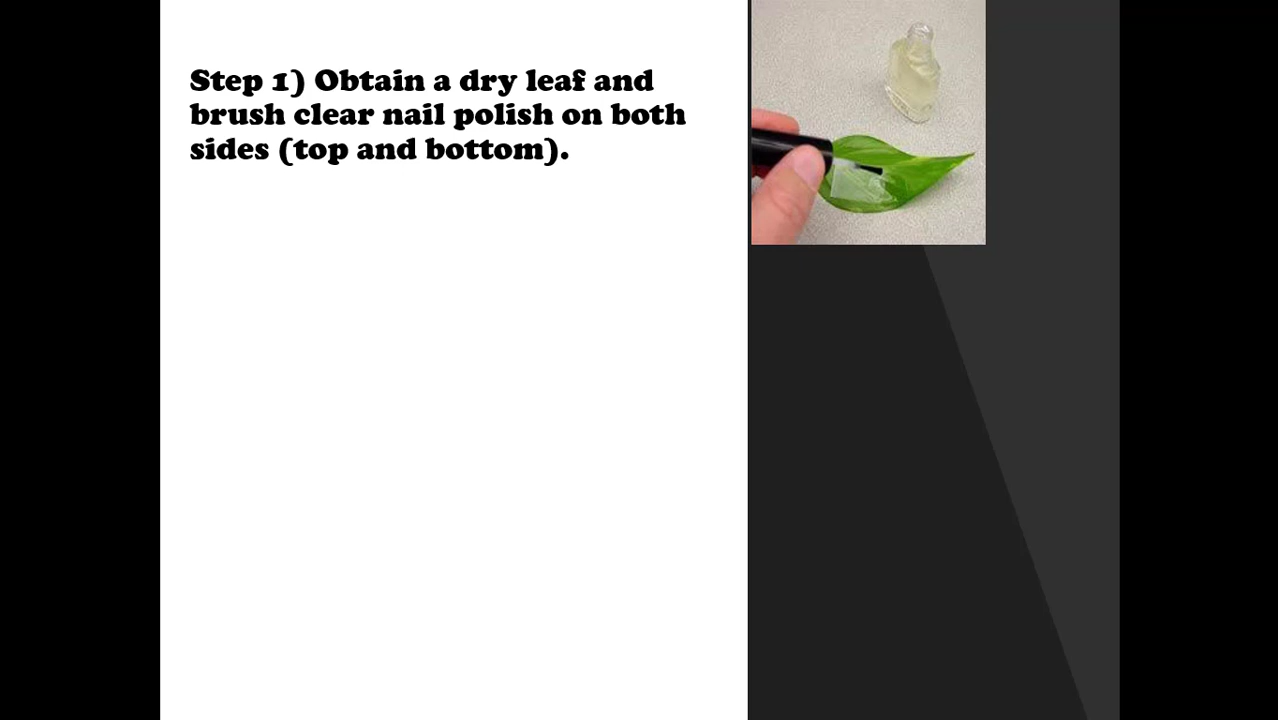 Step 1) Obtain a dry leaf and
brush clear nail polish on both
sides (top and bottom).